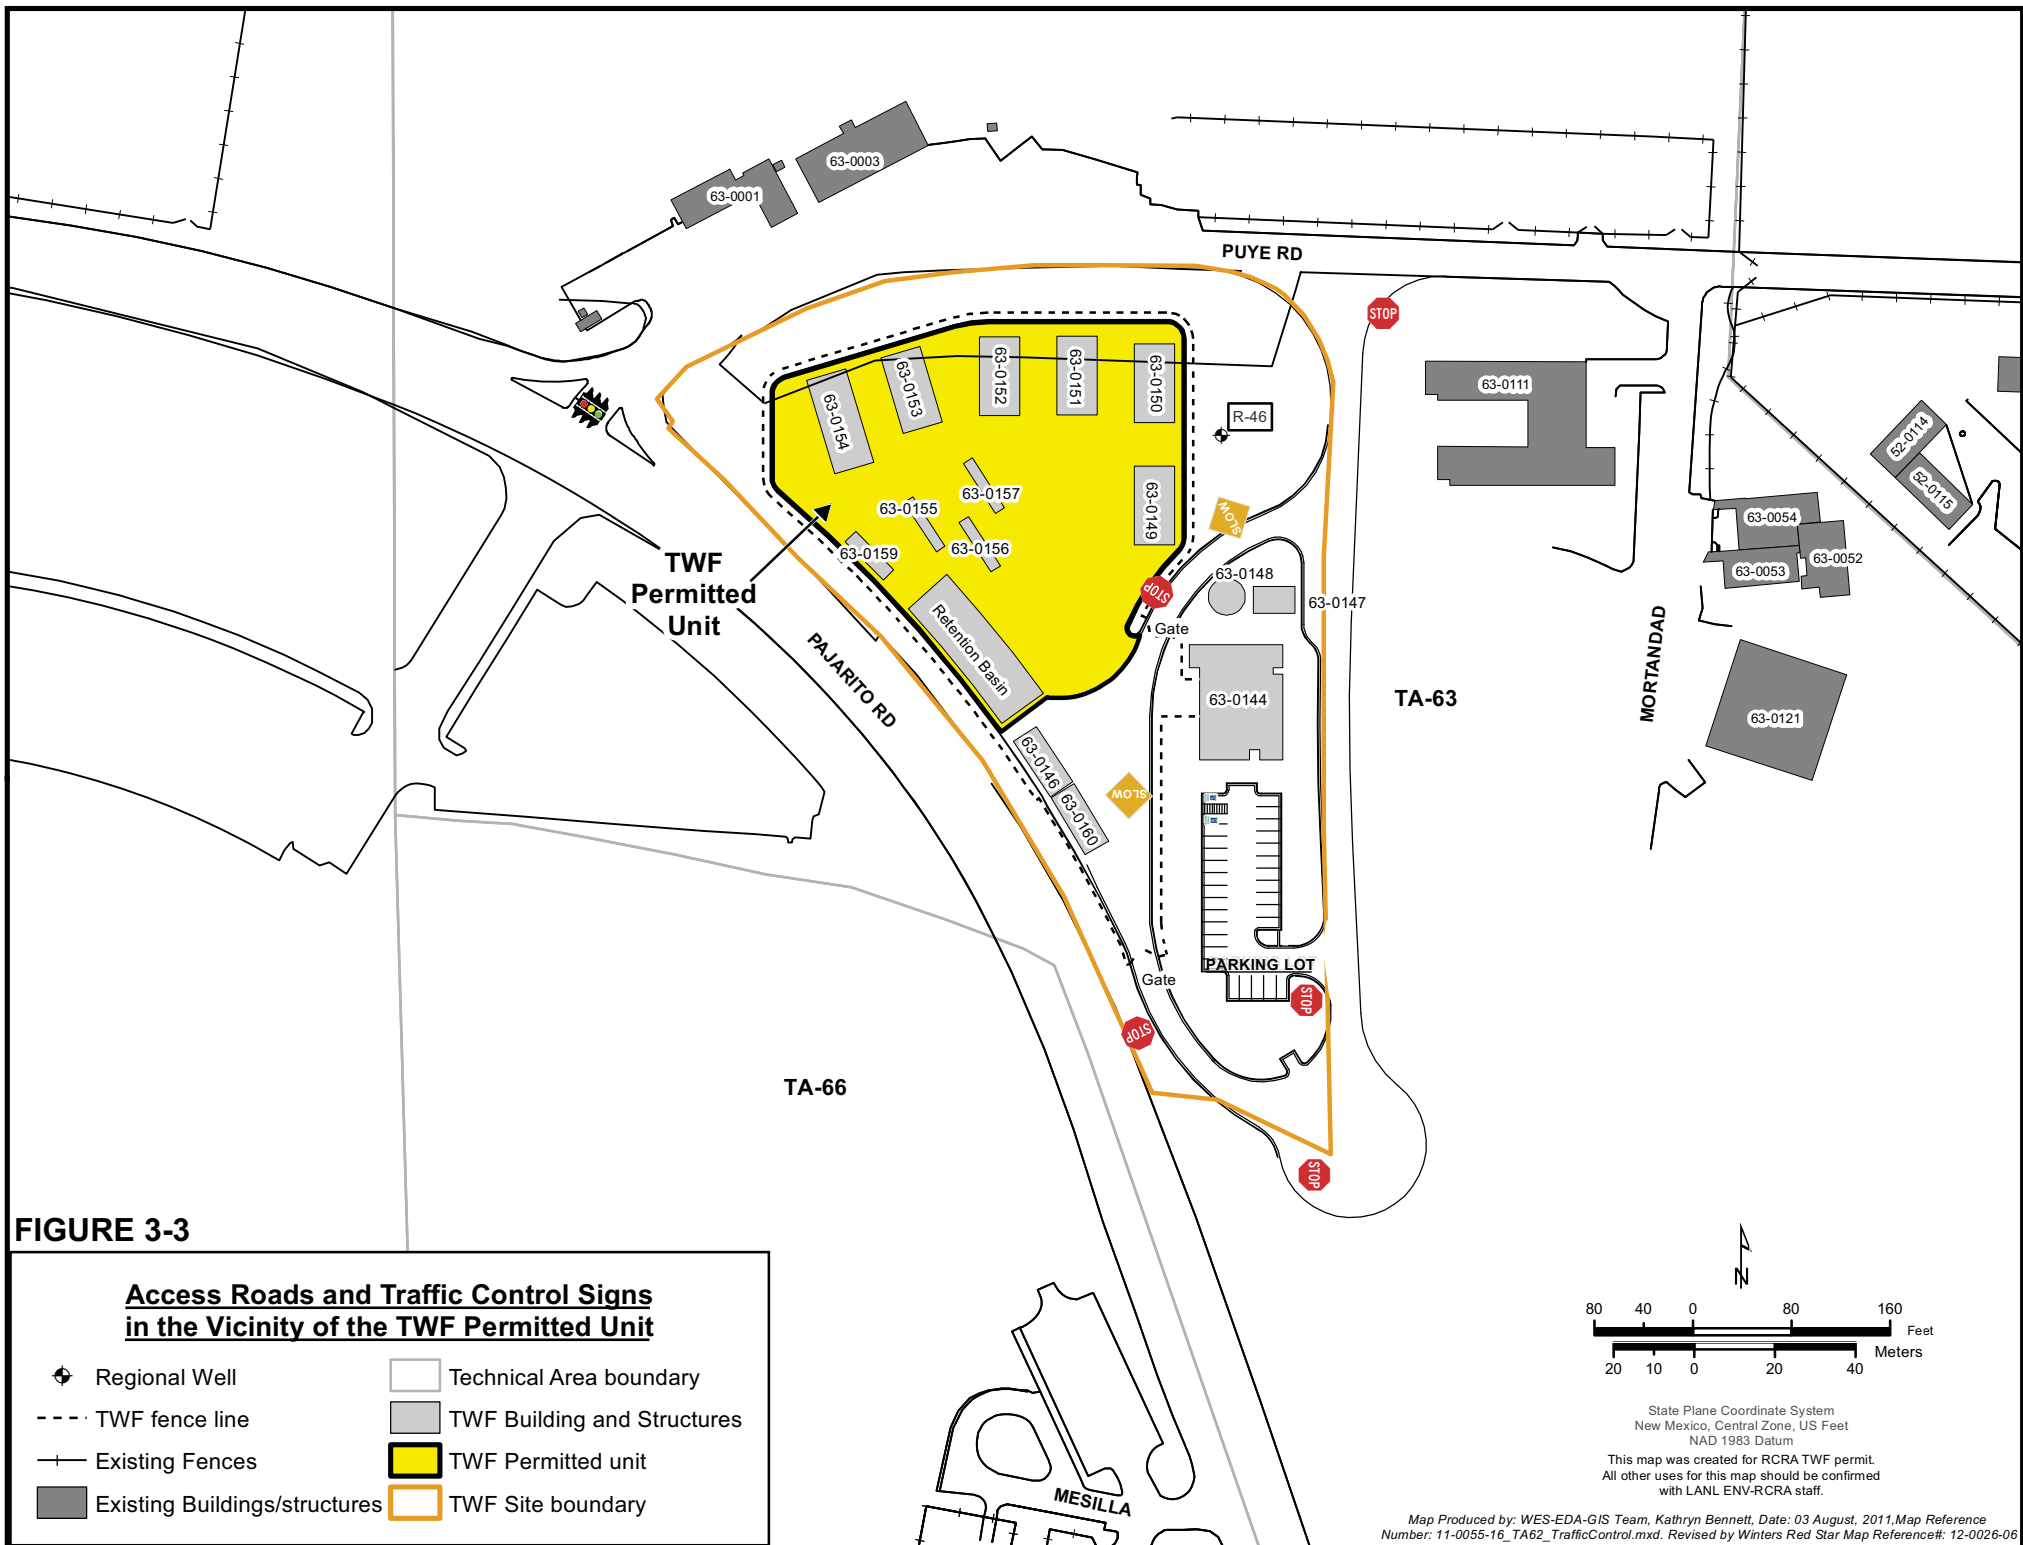 63-0003
63-0001
PUYE RD
STOP
63-0154
63-0153
63-0152
63-0151
63-0150
R-46
63-0111
52-0114
52-0115
63-0157
63-0155
63-0156
63-0159
63-0149
SLOW
63-0054
63-0053
63-0052
TWF
Permitted
Unit
STOP
Gate
63-0148
63-0147
Retention Basin
PAJARITO RD
63-0144
TA-63
MORTANDAD
63-0121
63-0146
63-0160
SLOW
PARKING LOT
Gate
STOP
STOP
TA-66
STOP
FIGURE 3-3
Access Roads and Traffic Control Signs
in the Vicinity of the TWF Permitted Unit
Regional Well
TWF fence line
Existing Fences
Existing Buildings/structures
Technical Area boundary
TWF Building and Structures
TWF Permitted unit
TWF Site boundary
MESILLA
N
80 40 0 80 160
Feet
Meters
20 10 0 20 40
State Plane Coordinate System
New Mexico, Central Zone, US Feet
NAD 1983 Datum
This map was created for RCRA TWF permit.
All other uses for this map should be confirmed
with LANL ENV-RCRA staff.
Map Produced by: WES-EDA-GIS Team, Kathryn Bennett, Date: 03 August, 2011,Map Reference
Number: 11-0055-16_TA62_TrafficControl.mxd. Revised by Winters Red Star Map Reference#: 12-0026-06